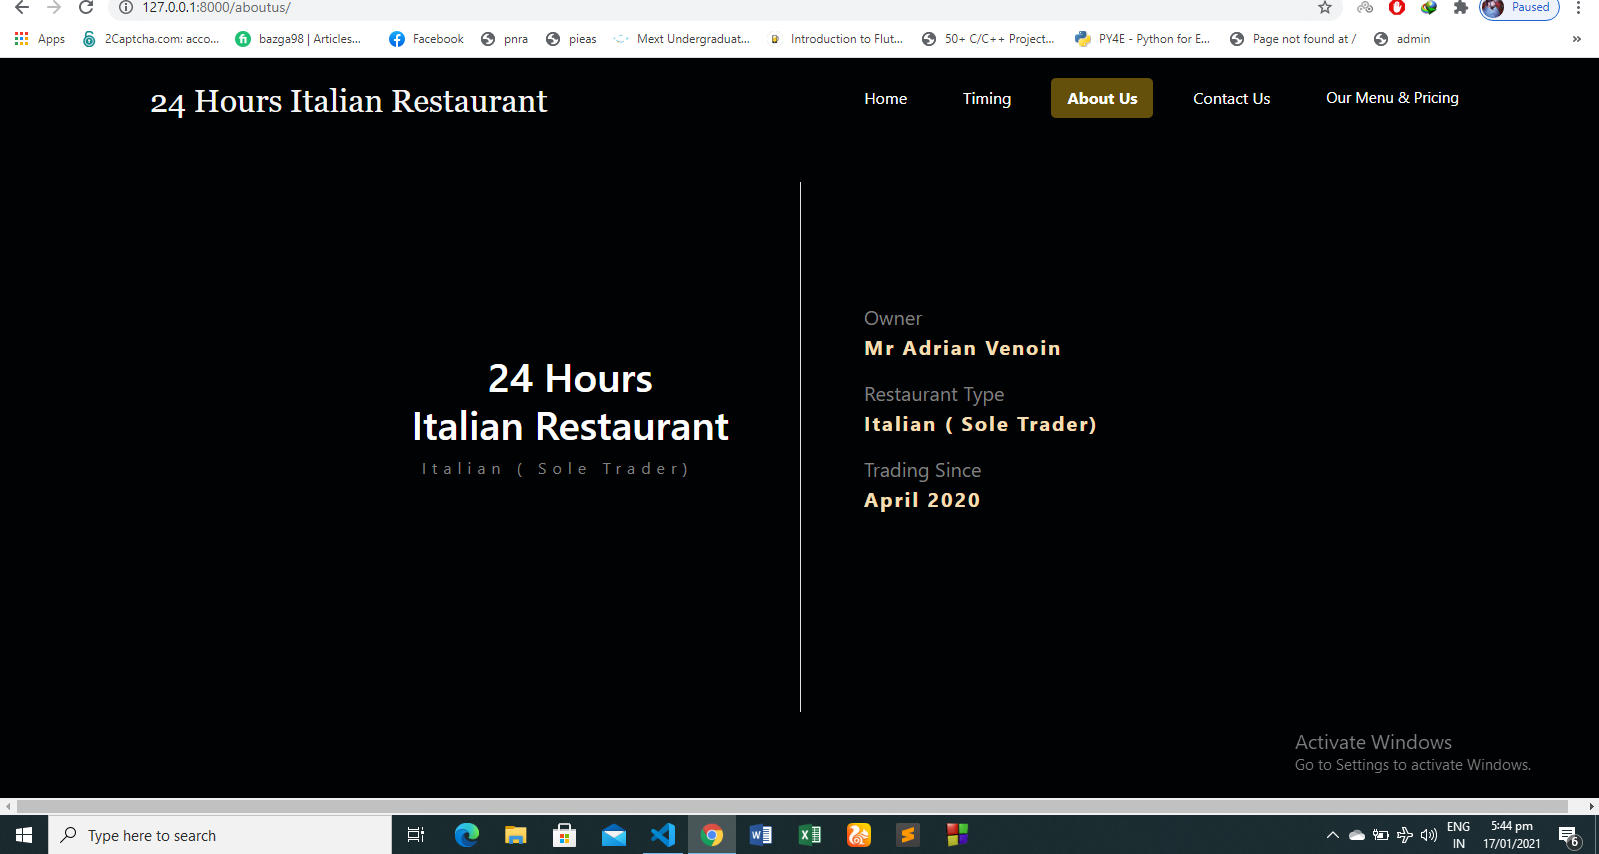 127.0.0.1:8000/aboutus/
Paused
Apps
2Captcha.com: acco...
bazga98 | Articles...
Facebook
pnra
pieas
Mext Undergraduat...
Introduction to Flut...
50+ C/C++ Project...
PY4E - Python for E...
Page not found at /
admin
»
24 Hours Italian Restaurant
Home
Timing
About Us
Contact Us
Our Menu & Pricing
24 Hours
Italian Restaurant
Italian ( Sole Trader)
Owner
Mr Adrian Venoin
Restaurant Type
Italian ( Sole Trader)
Trading Since
April 2020
Activate Windows
Go to Settings to activate Windows.
Type here to search
ENG
IN
5:44 pm
17/01/2021
6